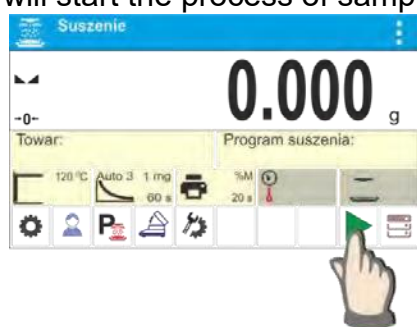 will start the process of samp
Suszenie
0.000 g
→0←
Towar: Program suszenia:
120 °C Auto 3 1 mg %M
60 s 20 s
P